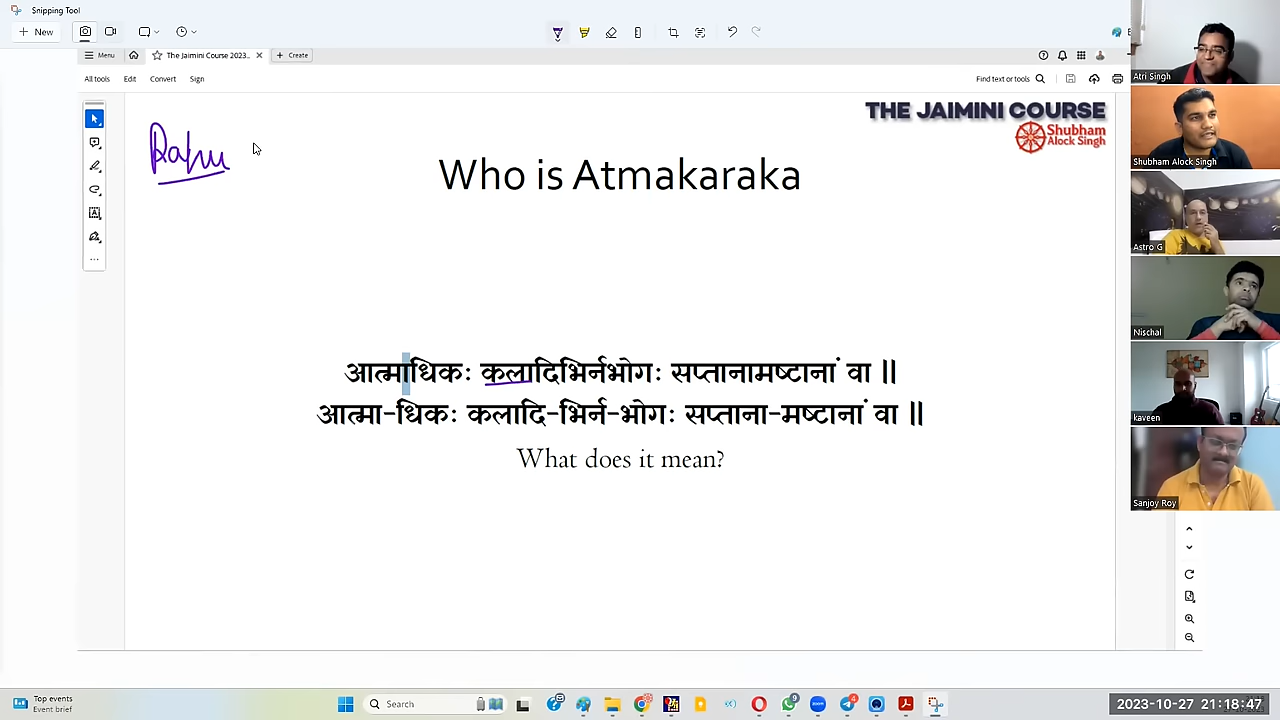 Snipping Tool
New
Menu
The Jaimini Course 2023...
Create
All tools
Edit
Convert
Sign
Find text or tools
THE JAIMINI COURSE
Shubham
Alock Singh
Rahu
Who is Atmakaraka
आत्माधिकः कलादिभिर्नभोगः सप्तानामष्टानां वा ॥
आत्मा-धिकः कलादि-भिर्न-भोगः सप्ताना-मष्टानां वा ॥
What does it mean?
Atri Singh
Shubham Alock Singh
Astro G
Nischal
kaveen
Sanjoy Roy
Top events
Event brief
Search
2023-10-27 21:18:47